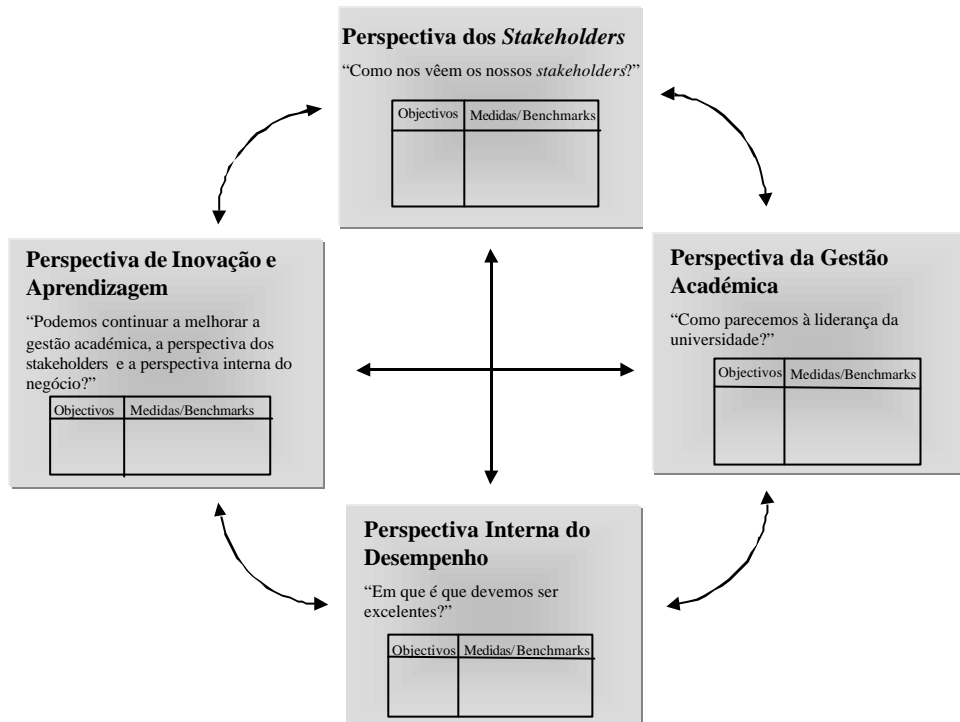 Perspectiva dos Stakeholders
“Como nos vêem os nossos stakeholders?”
Objectivos Medidas/Benchmarks
Perspectiva de Inovação e
Aprendizagem
“Podemos continuar a melhorar a
gestão académica, a perspectiva dos
stakeholders e a perspectiva interna do
negócio?”
Objectivos Medidas/Benchmarks
Perspectiva da Gestão
Académica
“Como parecemos à liderança da
universidade?”
Objectivos Medidas/Benchmarks
Perspectiva Interna do
Desempenho
“Em que é que devemos ser
excelentes?”
Objectivos Medidas/Benchmarks